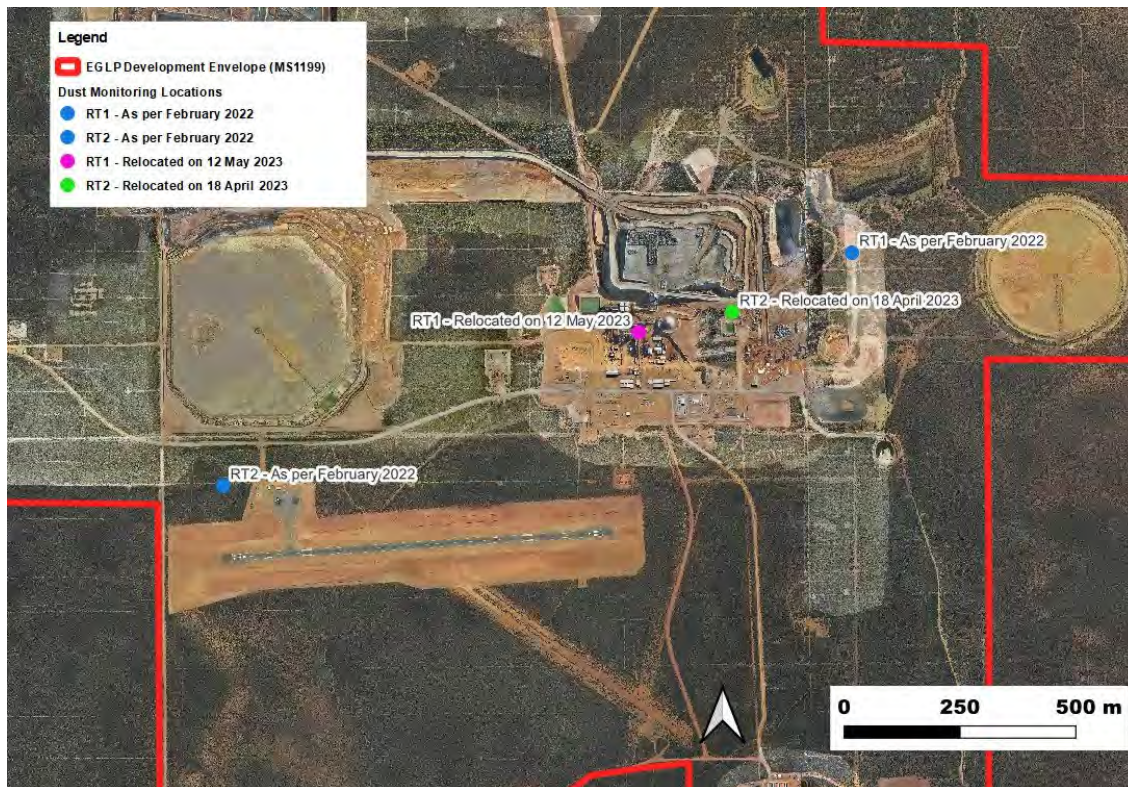 Legend
EGLP Development Envelope (MS1199)
Dust Monitoring Locations
RT1 - As per February 2022
RT2 - As per February 2022
RT1 - Relocated on 12 May 2023
RT2 - Relocated on 18 April 2023
RT1 - As per February 2022
RT2 - Relocated on 18 April 2023
RT1 - Relocated on 12 May 2023
RT2 - As per February 2022
0 250 500 m